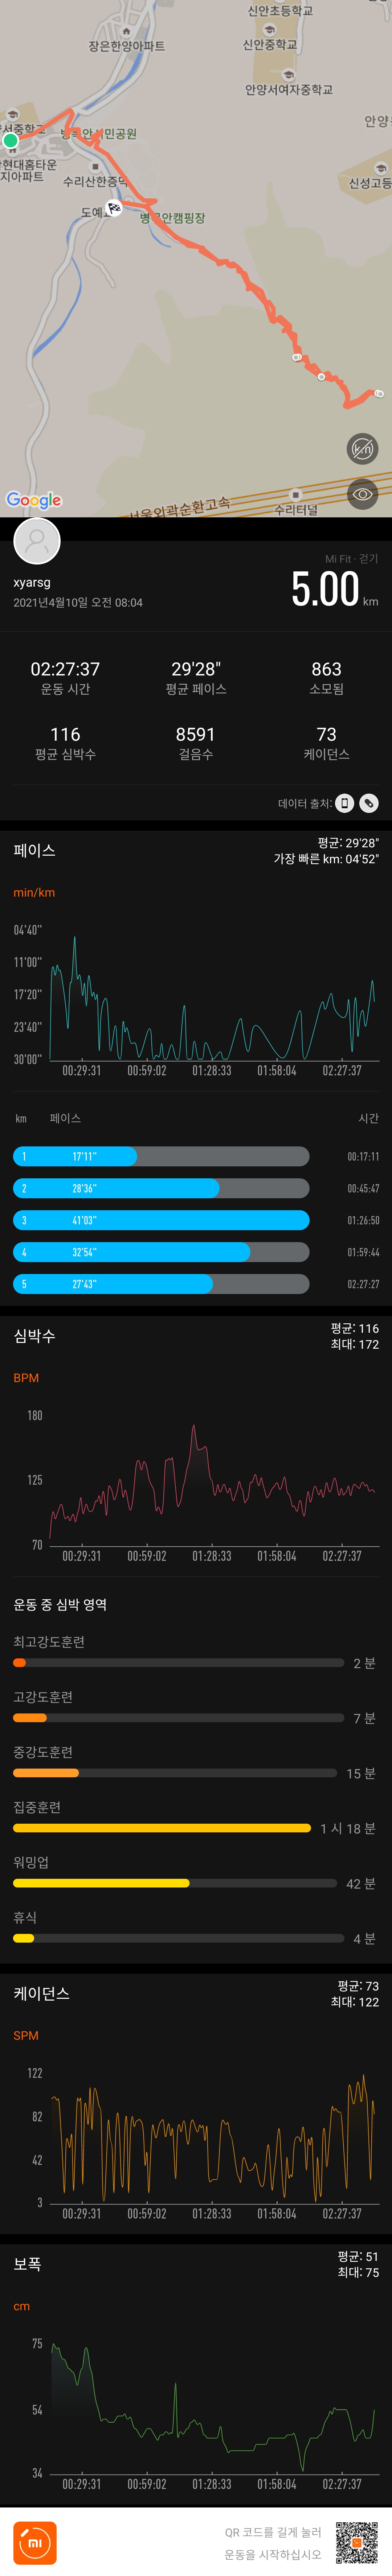 신안초등학교
장은한양아파트
신안중학교
안양서여자중학교
안양
서중학교
병목안시민공원
현대홈타운
지아파트
수리산한증막
신성고등
도예
병목안캠핑장
Google
서울외곽순환고속
수리터널
xyarsg
2021년4월10일 오전 08:04
Mi Fit · 걷기
5.00 km
02:27:37 29'28" 863
운동 시간 평균 페이스 소모됨
116 8591 73
평균 심박수 걸음수 케이던스
데이터 출처:
페이스
평균: 29'28"
가장 빠른 km: 04'52"
min/km
04'40"
11'00"
17'20"
23'40"
30'00"
00:29:31 00:59:02 01:28:33 01:58:04 02:27:37
km 페이스 시간
1 17'11" 00:17:11
2 28'36" 00:45:47
3 41'03" 01:26:50
4 32'54" 01:59:44
5 27'43" 02:27:27
심박수
평균: 116
최대: 172
BPM
180
125
70
00:29:31 00:59:02 01:28:33 01:58:04 02:27:37
운동 중 심박 영역
최고강도훈련
2 분
고강도훈련
7 분
중강도훈련
15 분
집중훈련
1 시 18 분
워밍업
42 분
휴식
4 분
케이던스
평균: 73
최대: 122
SPM
122
82
42
3
00:29:31 00:59:02 01:28:33 01:58:04 02:27:37
보폭
평균: 51
최대: 75
cm
75
54
34
00:29:31 00:59:02 01:28:33 01:58:04 02:27:37
QR 코드를 길게 눌러
운동을 시작하십시오